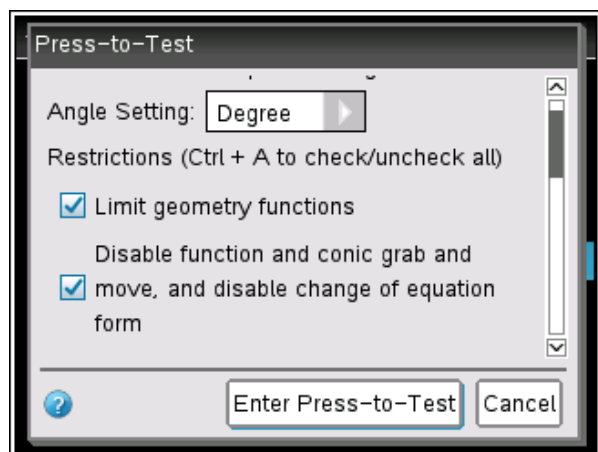 Press-to-Test
Angle Setting: Degree
Restrictions (Ctrl + A to check/uncheck all)
Limit geometry functions
Disable function and conic grab and
move, and disable change of equation
form
Enter Press-to-Test Cancel